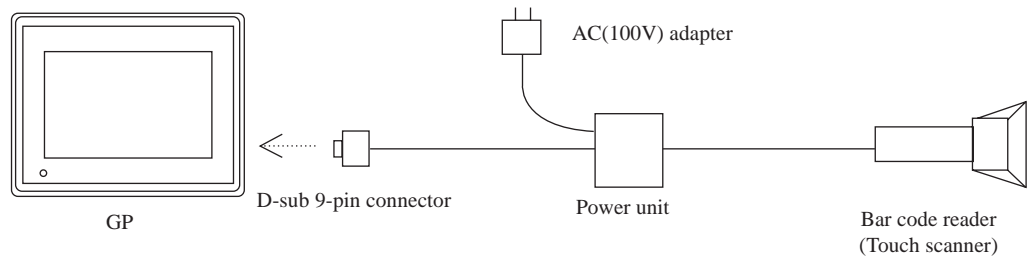 AC(100V) adapter
D-sub 9-pin connector
GP
Power unit
Bar code reader
(Touch scanner)